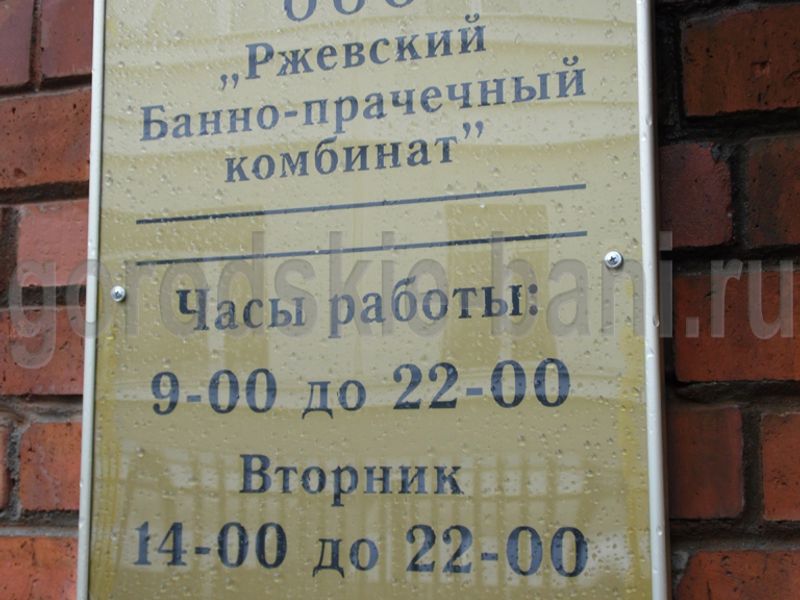 ООО
„Ржевский
Банно-прачечный
комбинат”
Часы работы:
9-00 до 22-00
Вторник
14-00 до 22-00
gorodskie-bani.ru